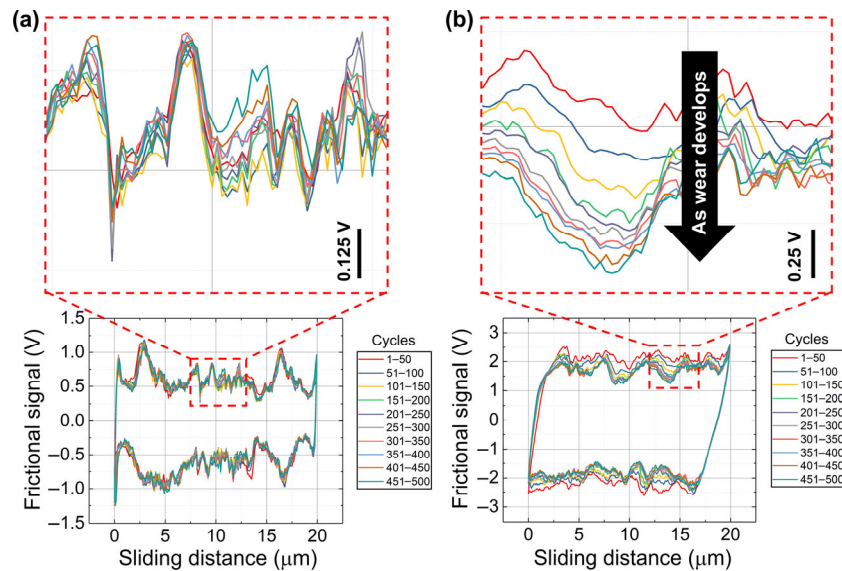 (a)
0.125 V
(b)
As wear develops
0.25 V
Frictional signal (V)
1.5
1.0
0.5
0.0
−0.5
−1.0
−1.5
0 5 10 15 20
Sliding distance (μm)
Cycles
1–50
51–100
101–150
151–200
201–250
251–300
301–350
351–400
401–450
451–500
Frictional signal (V)
3
2
1
0
−1
−2
−3
0 5 10 15 20
Sliding distance (μm)
Cycles
1–50
51–100
101–150
151–200
201–250
251–300
301–350
351–400
401–450
451–500